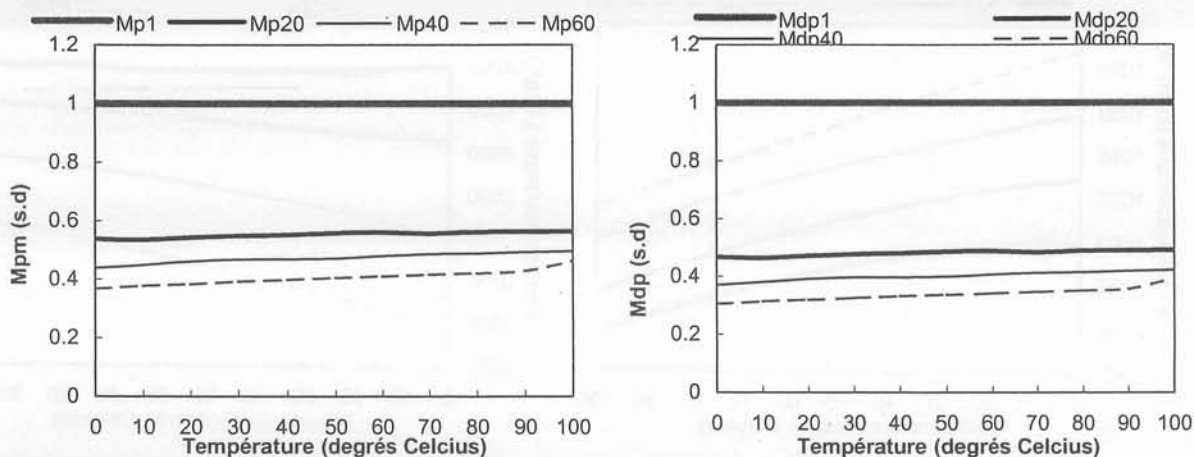 Mp1 Mp20 Mp40 Mp60
1.2
1
0.8
0.6
0.4
0.2
0
Mpm (s.d)
0 10 20 30 40 50 60 70 80 90 100
Température (degrés Celcius)
Mdp1 Mdp20
Mdp40 Mdp60
1.2
1
0.8
0.6
0.4
0.2
0
Mdp (s.d)
0 10 20 30 40 50 60 70 80 90 100
Température (degrés Celcius)